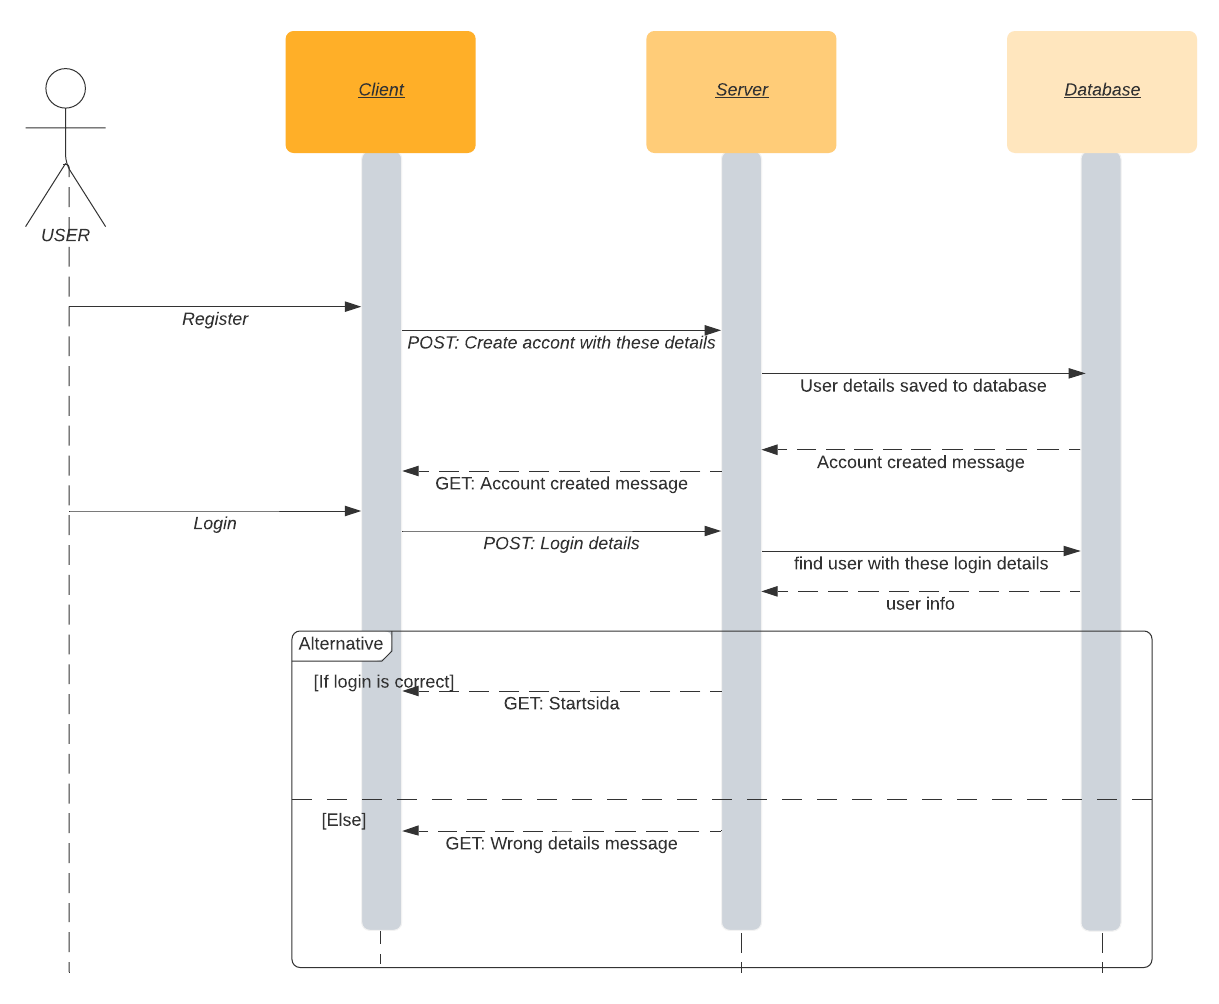 Client
Server
Database
USER
Register
POST: Create accont with these details
User details saved to database
Account created message
GET: Account created message
Login
POST: Login details
find user with these login details
user info
Alternative
[If login is correct]
GET: Startsida
[Else]
GET: Wrong details message